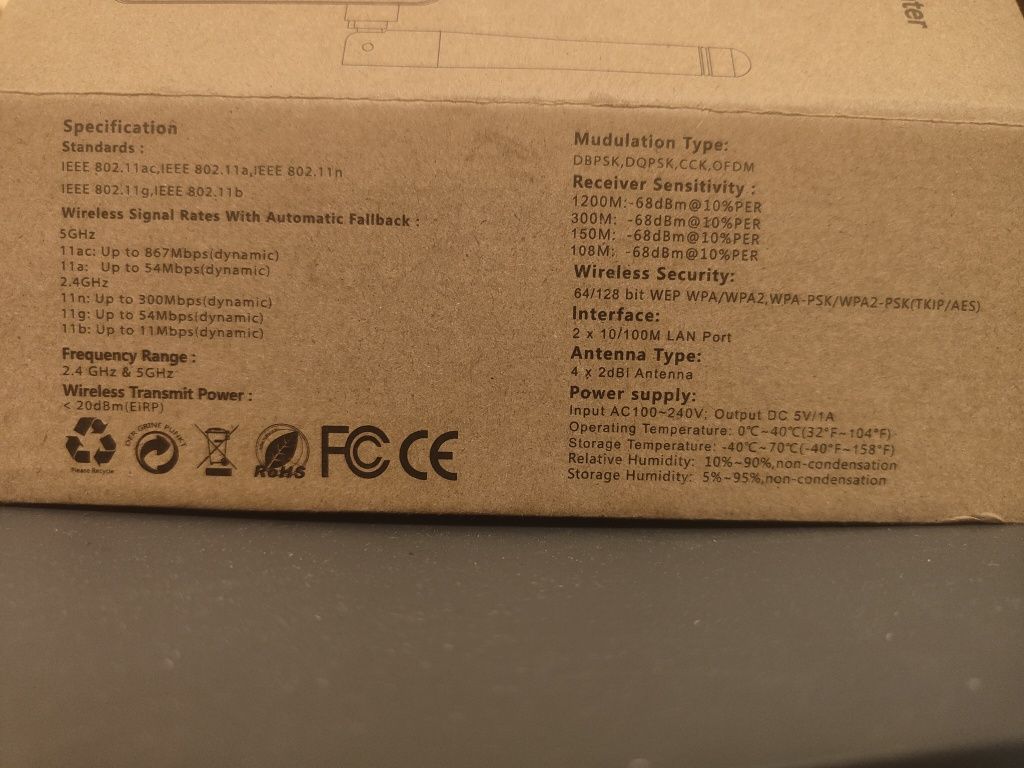 ter
Specification
Standards :
IEEE 802.11ac,IEEE 802.11a,IEEE 802.11n
IEEE 802.11g,IEEE 802.11b
Wireless Signal Rates With Automatic Fallback :
5GHz
11ac: Up to 867Mbps(dynamic)
11a: Up to 54Mbps(dynamic)
2.4GHz
11n: Up to 300Mbps(dynamic)
11g: Up to 54Mbps(dynamic)
11b: Up to 11Mbps(dynamic)
Frequency Range :
2.4 GHz & 5GHz
Wireless Transmit Power :
< 20dBm(EiRP)
Please Recycle
DER GRINE PUNKT
RoHS
FC CE
Mudulation Type:
DBPSK,DQPSK,CCK,OFDM
Receiver Sensitivity :
1200M:-68dBm@10%PER
300M: -68dBm@10%PER
150M: -68dBm@10%PER
108M: -68dBm@10%PER
Wireless Security:
64/128 bit WEP WPA/WPA2,WPA-PSK/WPA2-PSK(TKIP/AES)
Interface:
2 x 10/100M LAN Port
Antenna Type:
4 x 2dBi Antenna
Power supply:
Input AC100~240V; Output DC 5V/1A
Operating Temperature: 0℃~40℃(32°F~104°F)
Storage Temperature: -40℃~70℃(-40°F~158°F)
Relative Humidity: 10%~90%,non-condensation
Storage Humidity: 5%~95%,non-condensation